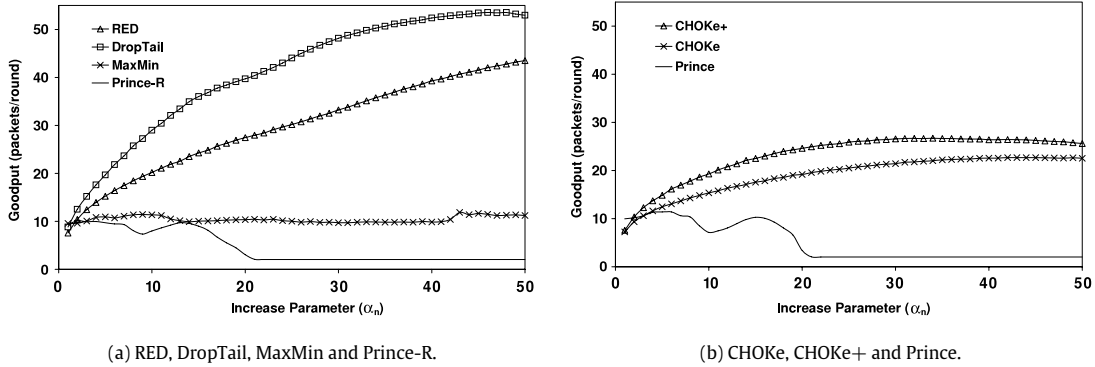 Goodput (packets/round)
50
40
30
20
10
0
RED
DropTail
MaxMin
Prince-R
0 10 20 30 40 50
Increase Parameter (αn)
(a) RED, DropTail, MaxMin and Prince-R.
Goodput (packets/round)
50
40
30
20
10
0
CHOKe+
CHOKe
Prince
0 10 20 30 40 50
Increase Parameter (αn)
(b) CHOKe, CHOKe+ and Prince.